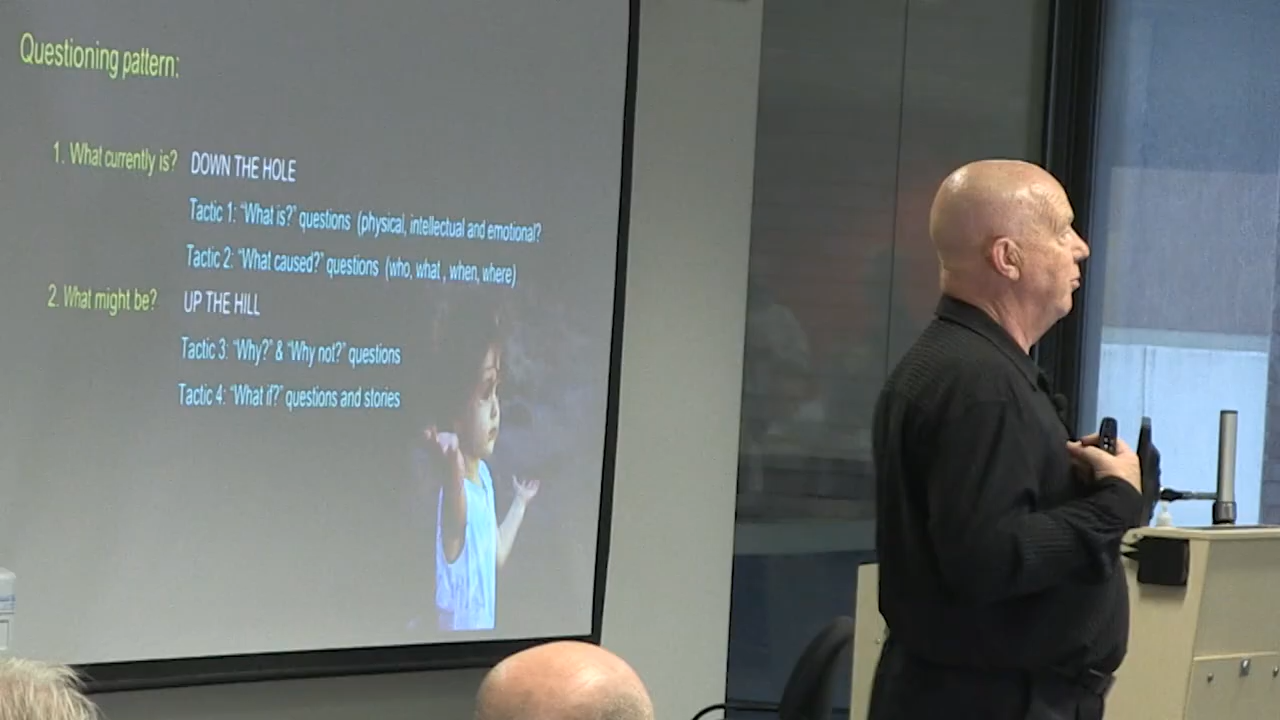 Questioning pattern:
1. What currently is? DOWN THE HOLE
Tactic 1: “What is?” questions (physical, intellectual and emotional?
Tactic 2: “What caused?” questions (who, what , when, where)
2. What might be? UP THE HILL
Tactic 3: “Why?” & “Why not?” questions
Tactic 4: “What if?” questions and stories